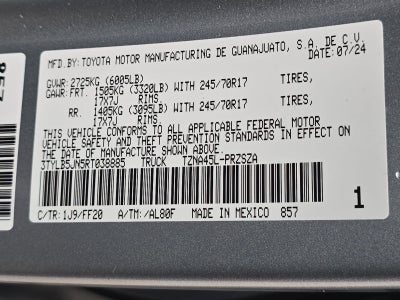 MFD.BY:TOYOTA MOTOR MANUFACTURING DE GUANAJUATO, S.A. DE C.V.
DATE: 07/24
GVWR: 2725KG (6005LB)
GAWR:FRT. 1505KG (3320LB) WITH 245/70R17 TIRES,
17X7J RIMS.
RR. 1405KG (3095LB) WITH 245/70R17 TIRES,
17X7J RIMS.
THIS VEHICLE CONFORMS TO ALL APPLICABLE FEDERAL MOTOR
VEHICLE SAFETY AND THEFT PREVENTION STANDARDS IN EFFECT ON
THE DATE OF MANUFACTURE SHOWN ABOVE.
3TYLB5JN5RT038885 TRUCK TZNA45L-PRZSZA
C/TR: 1J9/FF20 A/TM: /AL80F MADE IN MEXICO 857
1